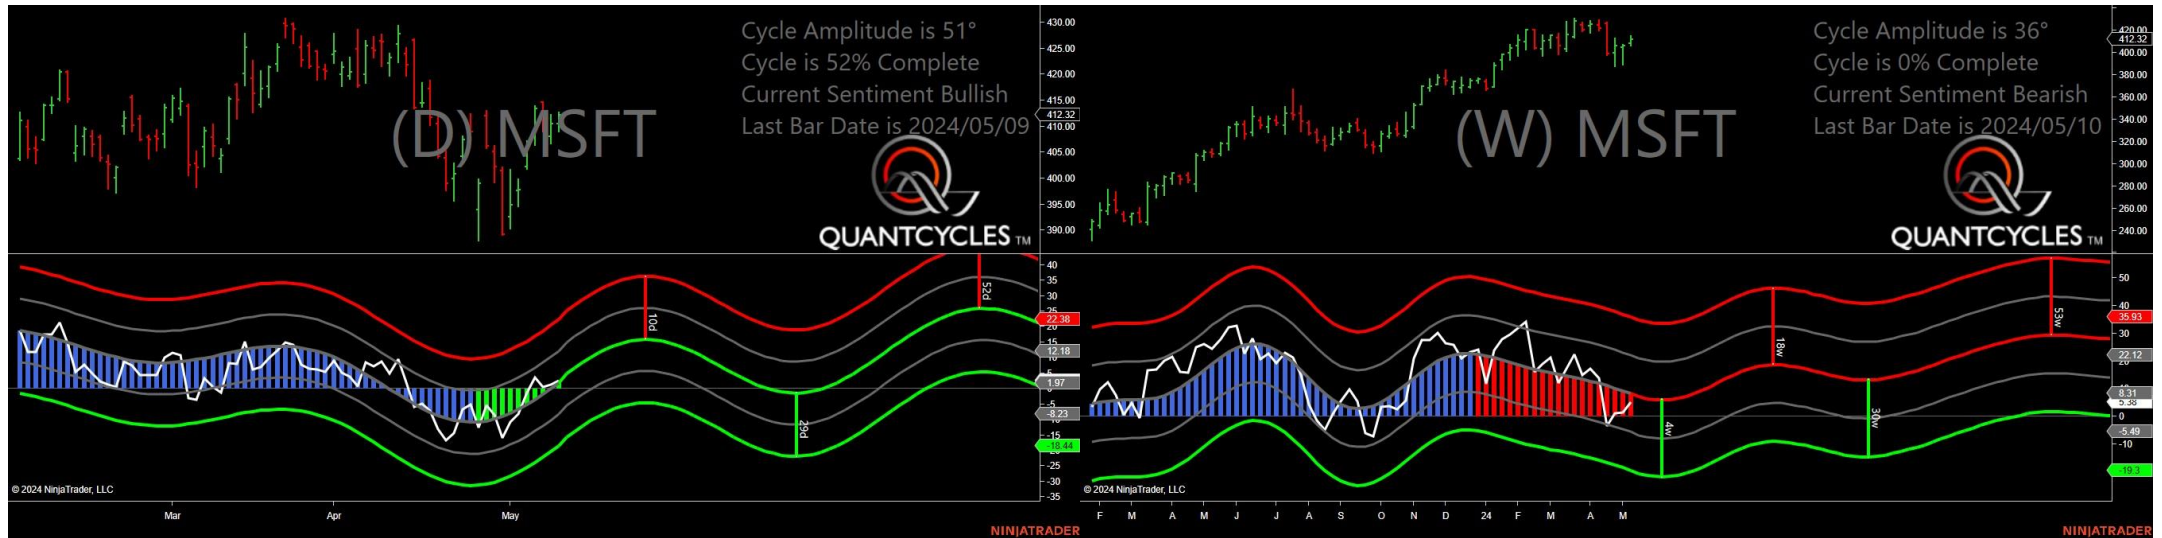 Cycle Amplitude is 51°
Cycle is 52% Complete
Current Sentiment Bullish
Last Bar Date is 2024/05/09
(D) MSFT
QUANTCYCLES TM
430.00
425.00
420.00
415.00
412.32
410.00
405.00
400.00
395.00
390.00
40
35
30
25
22.38
20
15
12.18
5
1.97
-5
-8.23
-15
-18.44
-25
-30
-35
10d
29d
52d
© 2024 NinjaTrader, LLC
Mar
Apr
May
NINJATRADER
Cycle Amplitude is 36°
Cycle is 0% Complete
Current Sentiment Bearish
Last Bar Date is 2024/05/10
(W) MSFT
QUANTCYCLES TM
420.00
412.32
400.00
380.00
360.00
340.00
320.00
300.00
280.00
260.00
240.00
50
40
35.93
30
22.12
8.31
5.38
0
-5.49
-10
-19.3
4w
18w
30w
53w
© 2024 NinjaTrader, LLC
F M A M J J A S O N D 24 F M A M
NINJATRADER